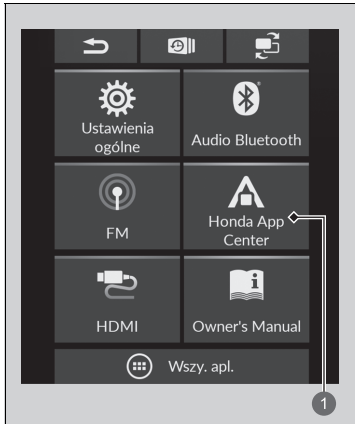 Ustawienia
ogólne
Audio Bluetooth
FM
Honda App
Center
HDMI
Owner's Manual
Wszy. apl.
1